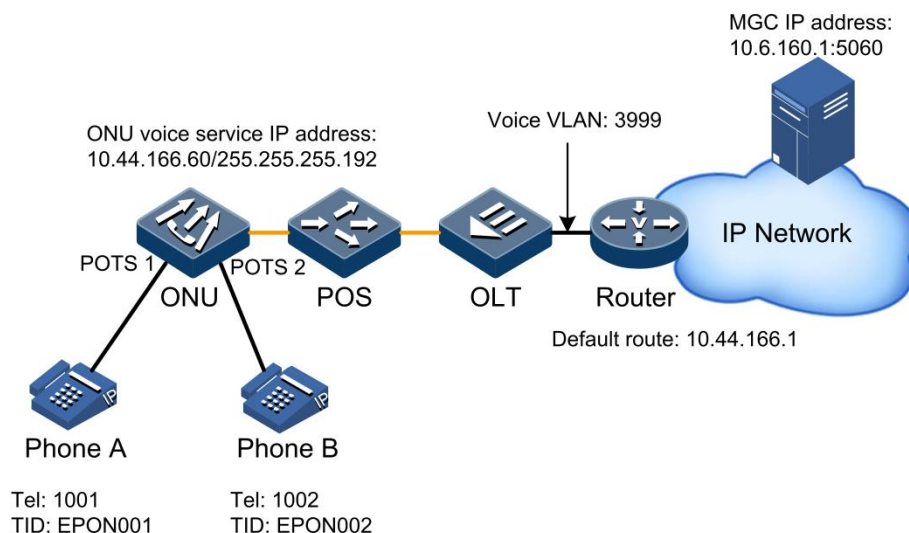 MGC IP address:
10.6.160.1:5060
ONU voice service IP address:
10.44.166.60/255.255.255.192
Voice VLAN: 3999
V
IP Network
POTS 1
POTS 2
ONU
POS
OLT
Router
Default route: 10.44.166.1
IP
IP
Phone A
Phone B
Tel: 1001
TID: EPON001
Tel: 1002
TID: EPON002